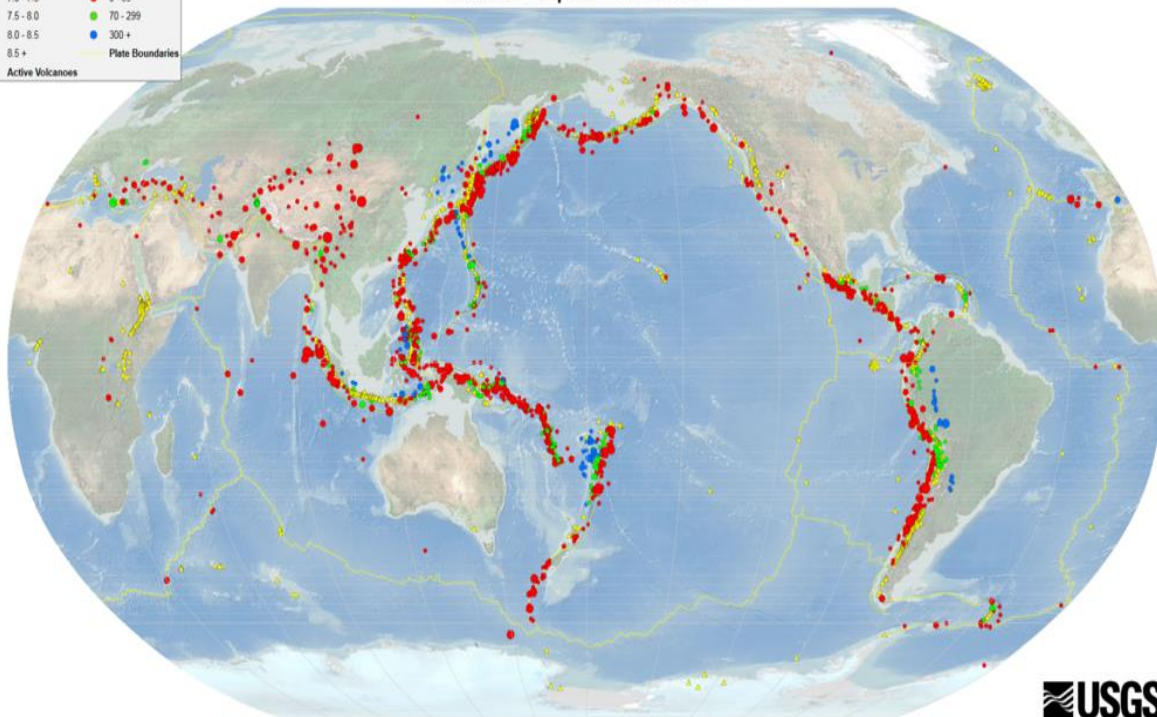 7.5 - 8.0 70 - 299
8.0 - 8.5 300 +
8.5 + Plate Boundaries
Active Volcanoes
USGS